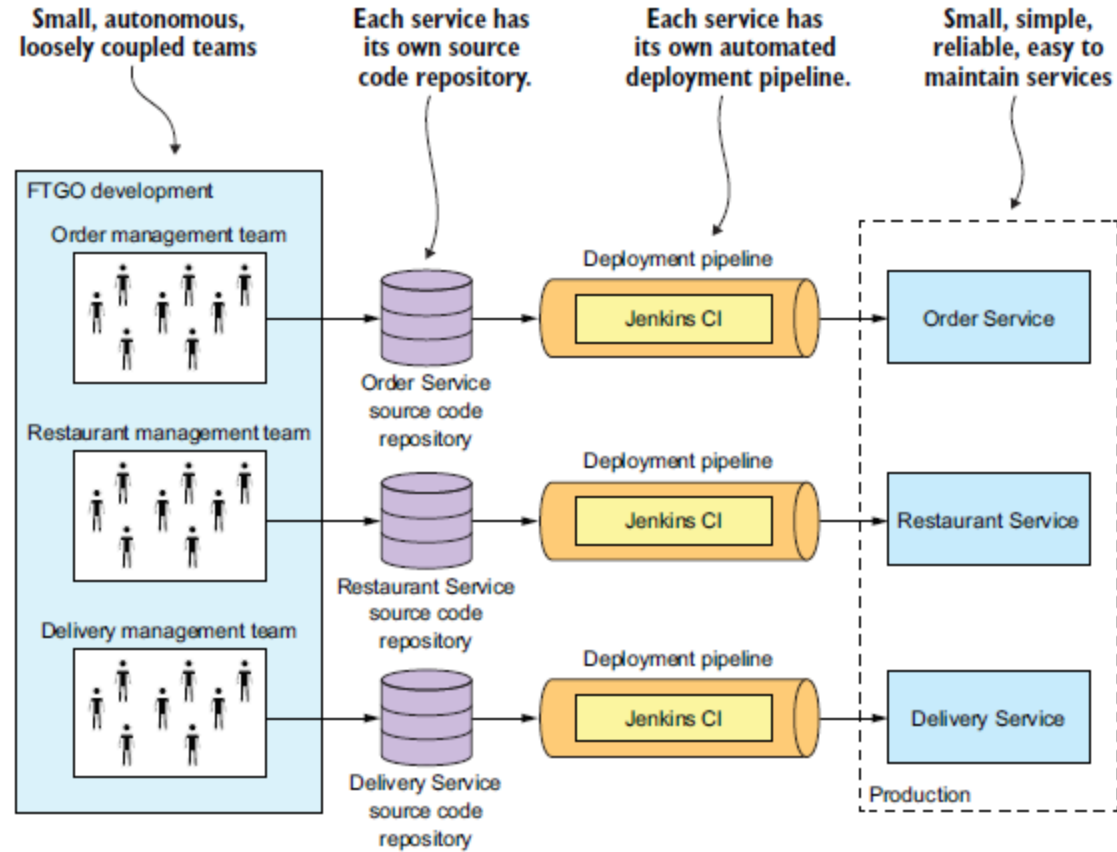 Small, autonomous,
loosely coupled teams
Each service has
its own source
code repository.
Each service has
its own automated
deployment pipeline.
Small, simple,
reliable, easy to
maintain services
FTGO development
Order management team
Deployment pipeline
Jenkins CI
Order Service
Order Service
source code
repository
Restaurant management team
Deployment pipeline
Jenkins CI
Restaurant Service
Restaurant Service
source code
repository
Delivery management team
Deployment pipeline
Jenkins CI
Delivery Service
Delivery Service
source code
repository
Production